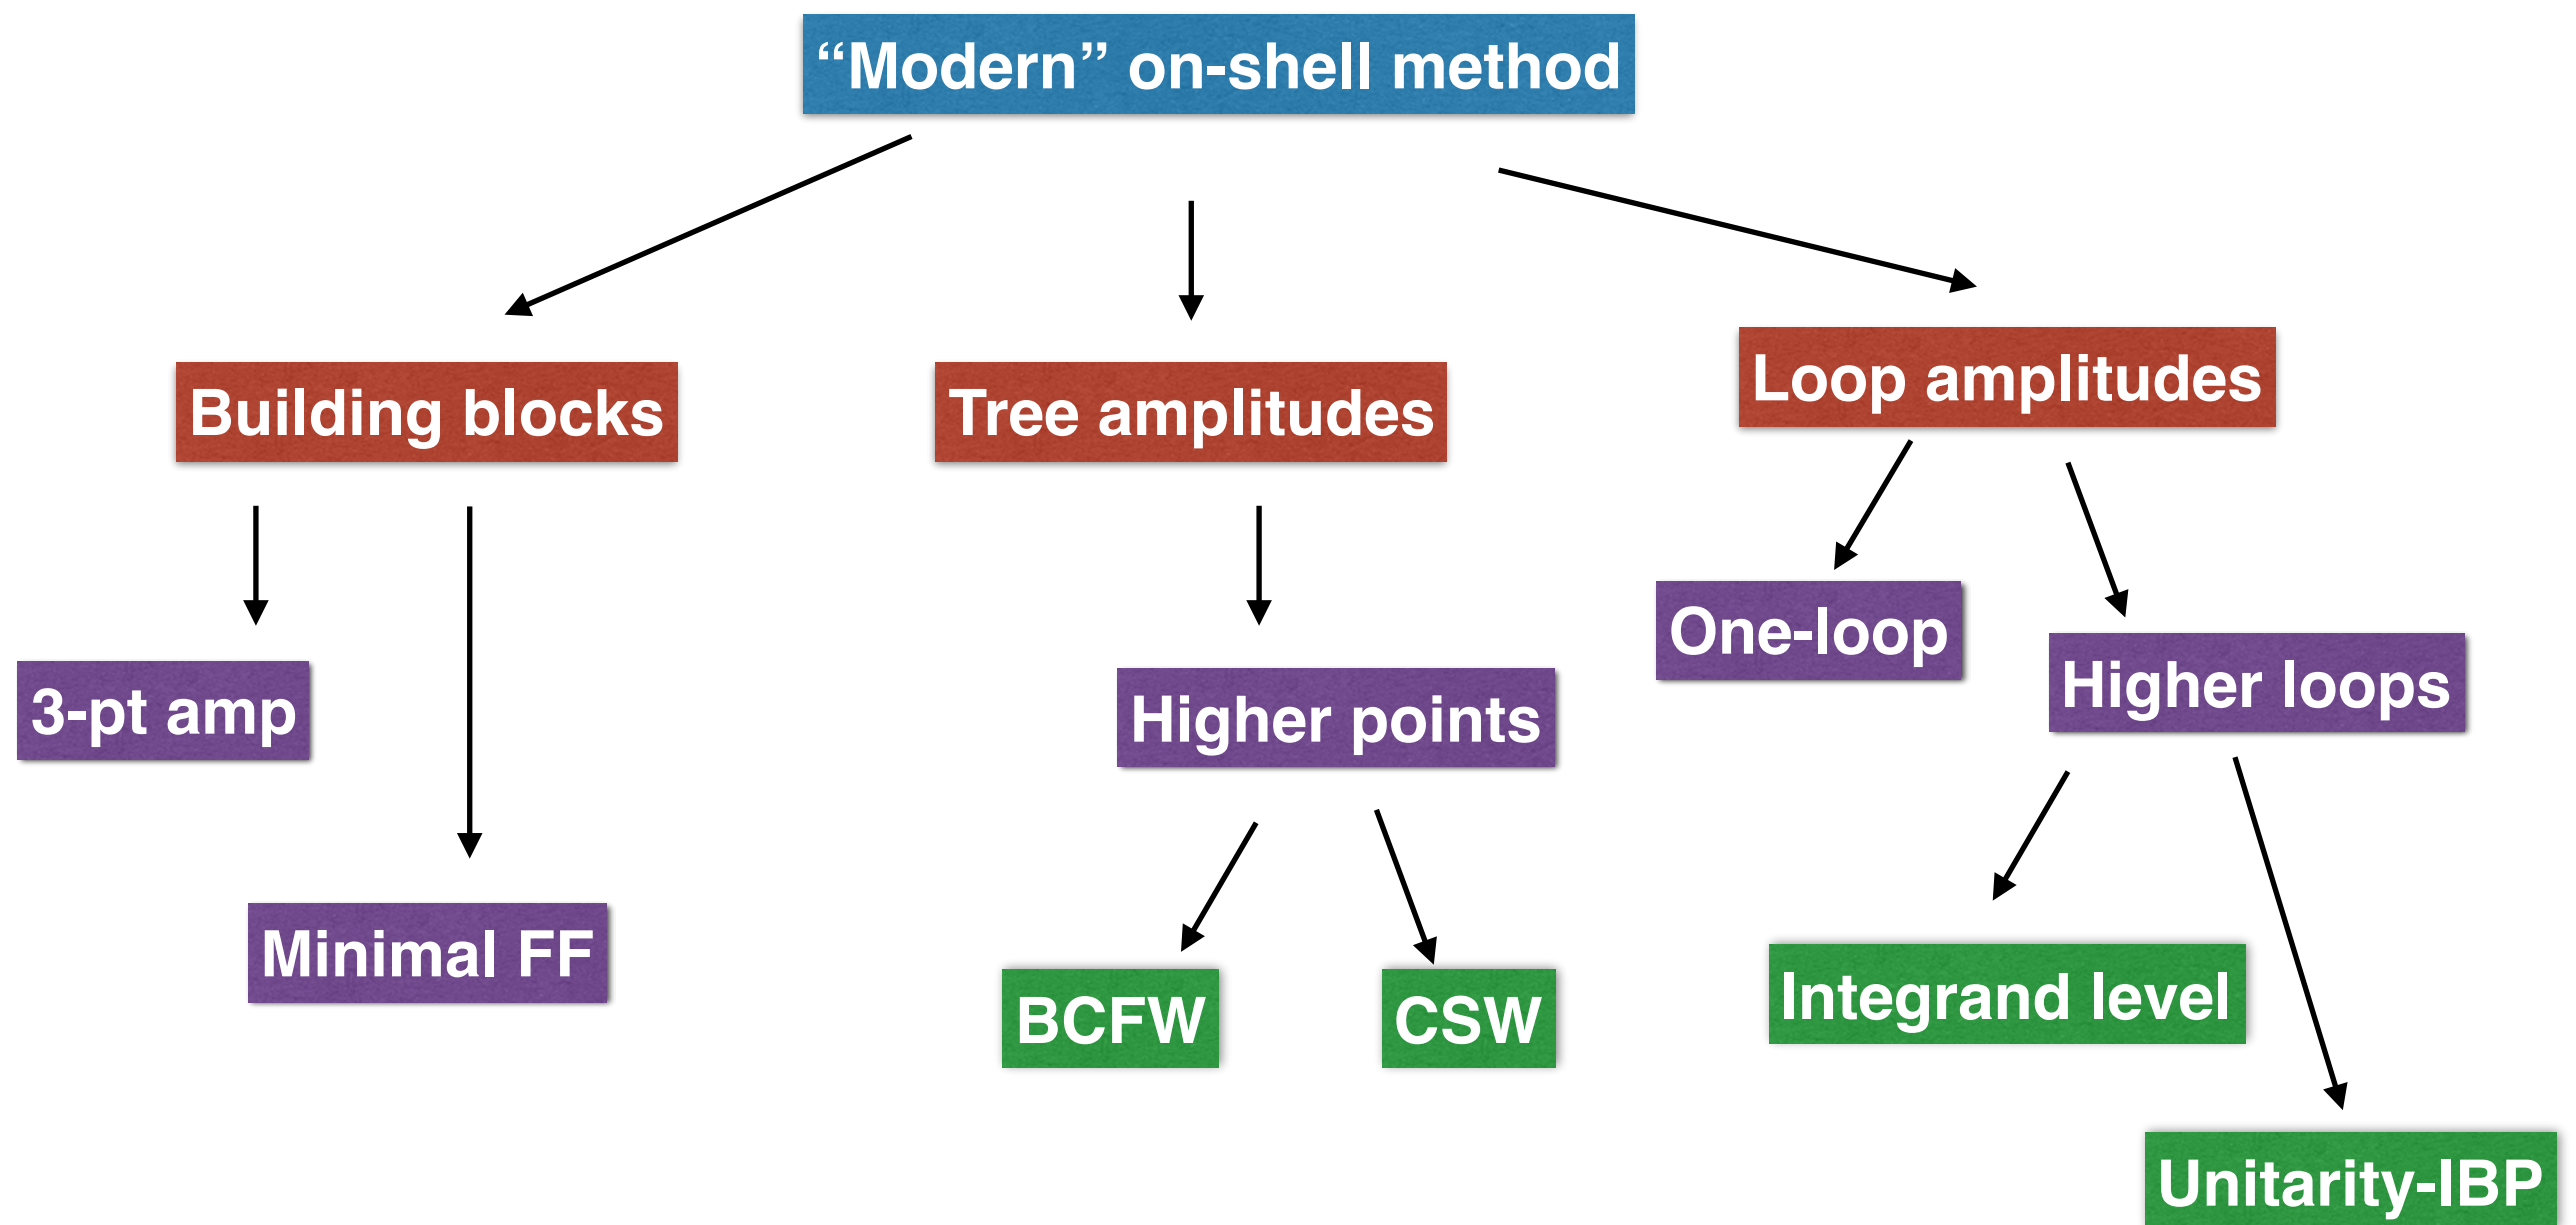 “Modern” on-shell method
Building blocks
Tree amplitudes
Loop amplitudes
3-pt amp
Minimal FF
Higher points
One-loop
Higher loops
BCFW
CSW
Integrand level
Unitarity-IBP